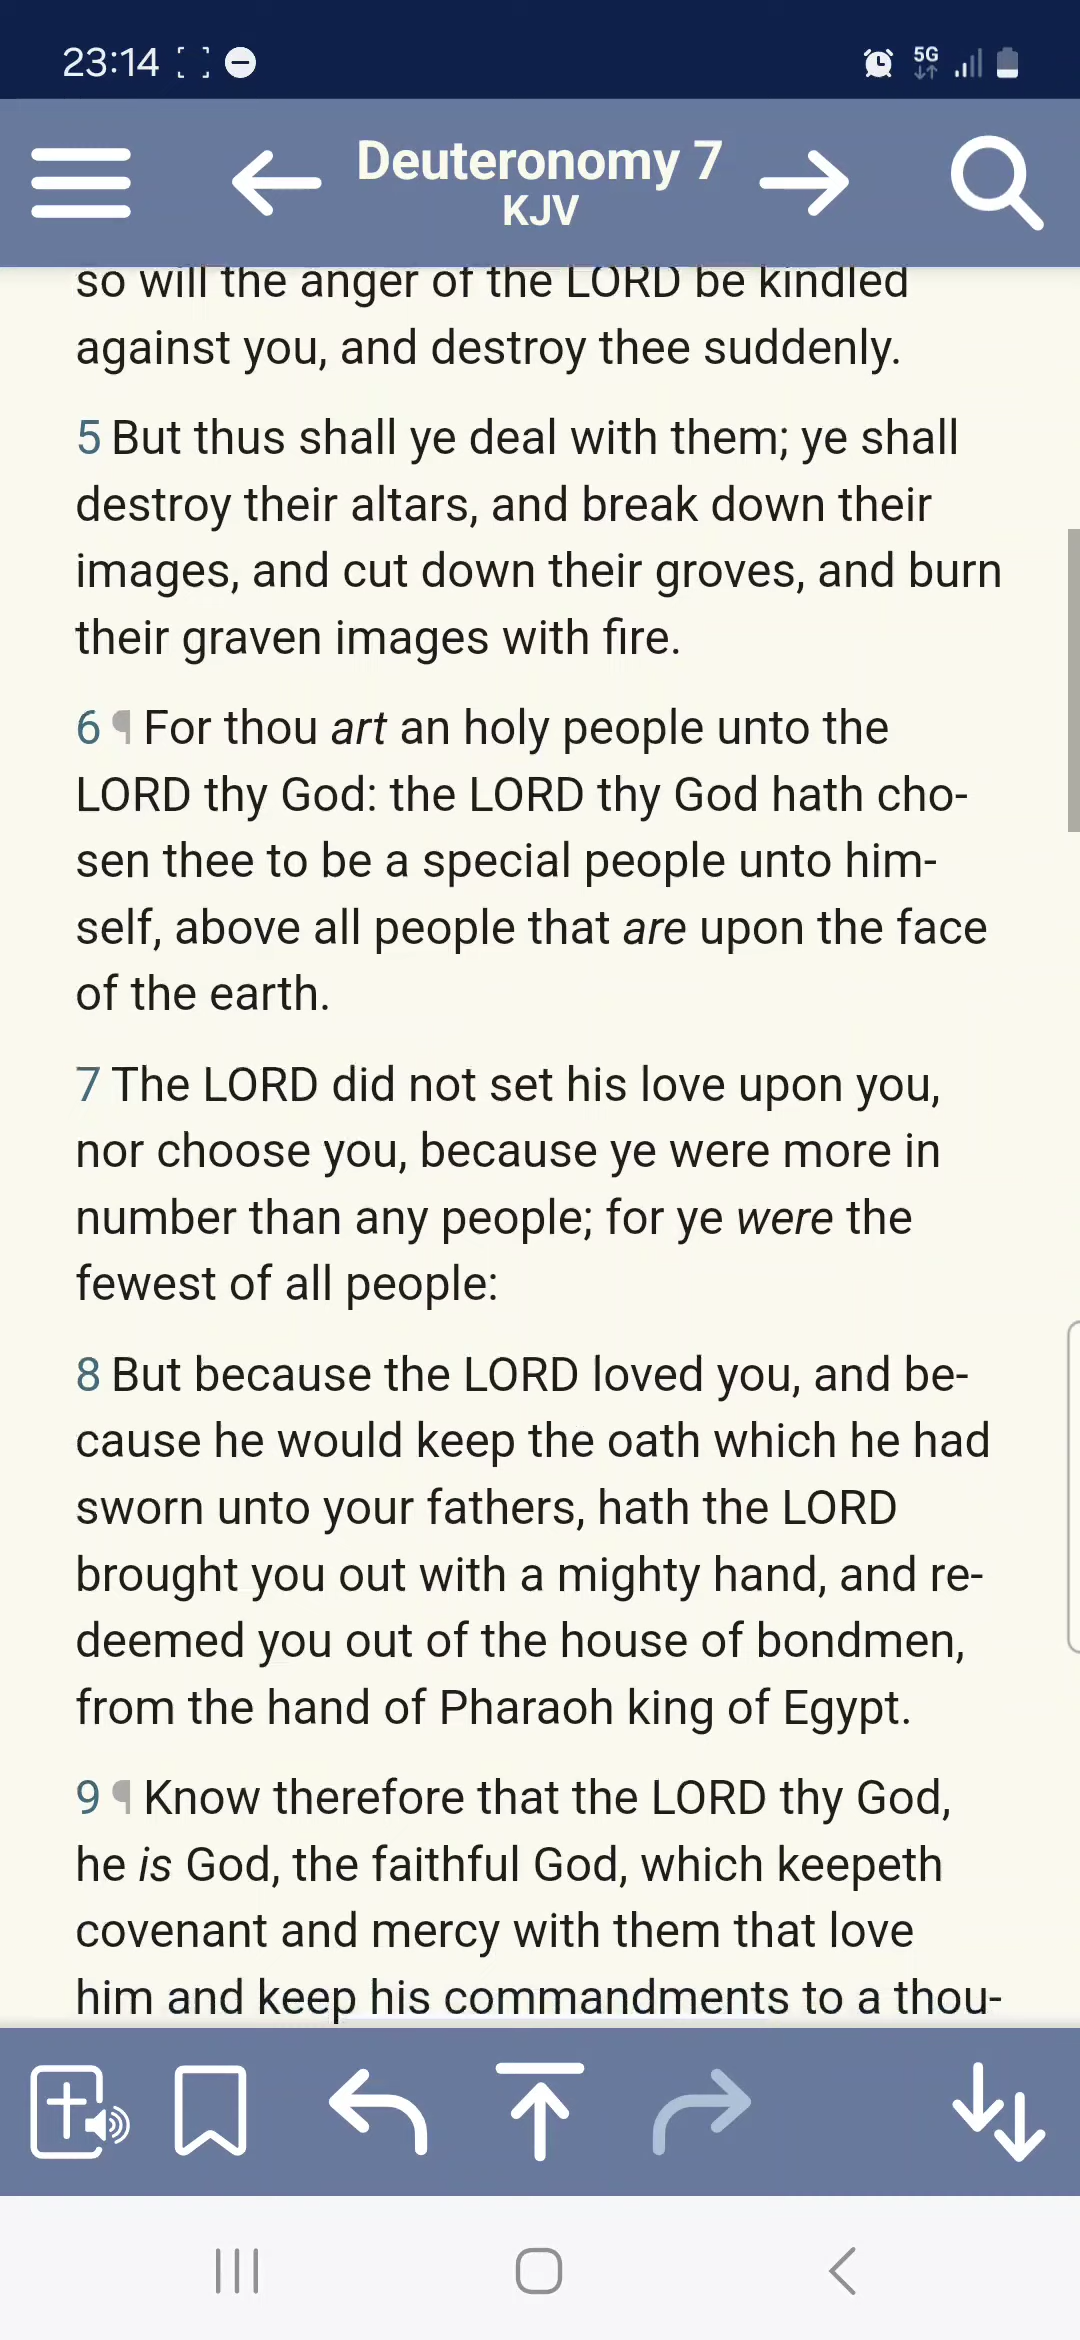 23:14
5G
Deuteronomy 7
KJV
so will the anger of the LORD be kindled
against you, and destroy thee suddenly.
5 But thus shall ye deal with them; ye shall
destroy their altars, and break down their
images, and cut down their groves, and burn
their graven images with fire.
6 ¶ For thou art an holy people unto the
LORD thy God: the LORD thy God hath cho-
sen thee to be a special people unto him-
self, above all people that are upon the face
of the earth.
7 The LORD did not set his love upon you,
nor choose you, because ye were more in
number than any people; for ye were the
fewest of all people:
8 But because the LORD loved you, and be-
cause he would keep the oath which he had
sworn unto your fathers, hath the LORD
brought you out with a mighty hand, and re-
deemed you out of the house of bondmen,
from the hand of Pharaoh king of Egypt.
9 ¶ Know therefore that the LORD thy God,
he is God, the faithful God, which keepeth
covenant and mercy with them that love
him and keep his commandments to a thou-